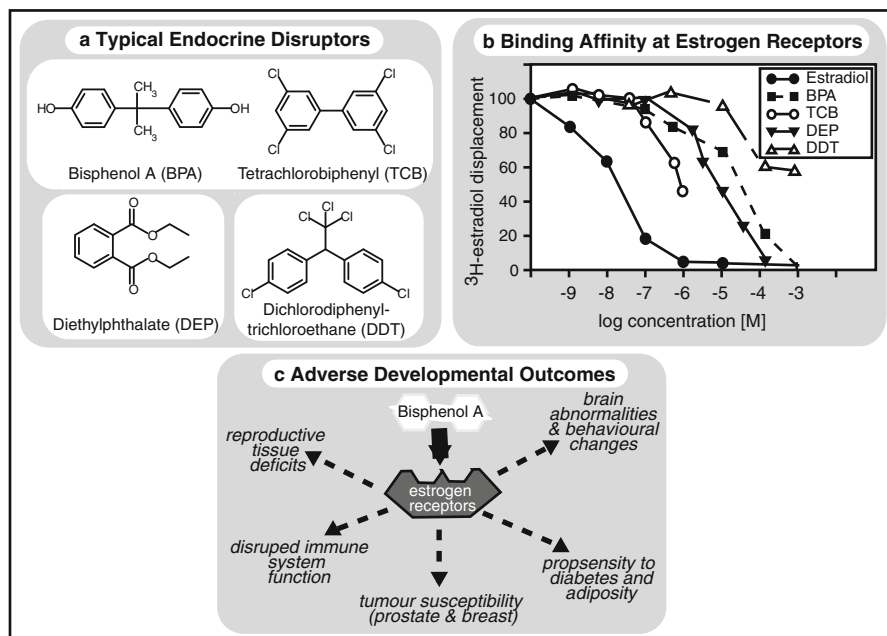 a Typical Endocrine Disruptors
HO
CH3
CH3
OH
Bisphenol A (BPA)
Cl
Cl
Cl
Cl
Tetrachlorobiphenyl (TCB)
O
O
O
O
Diethylphthalate (DEP)
Cl
Cl
Cl
Cl
Cl
Dichlorodiphenyl-
trichloroethane (DDT)
b Binding Affinity at Estrogen Receptors
3H-estradiol displacement
100
80
60
40
20
0
-9 -8 -7 -6 -5 -4 -3
log concentration [M]
Estradiol
BPA
TCB
DEP
DDT
c Adverse Developmental Outcomes
Bisphenol A
estrogen
receptors
reproductive
tissue
deficits
brain
abnormalities
& behavioural
changes
disruped immune
system
function
tumour susceptibility
(prostate & breast)
propsensity to
diabetes and
adiposity